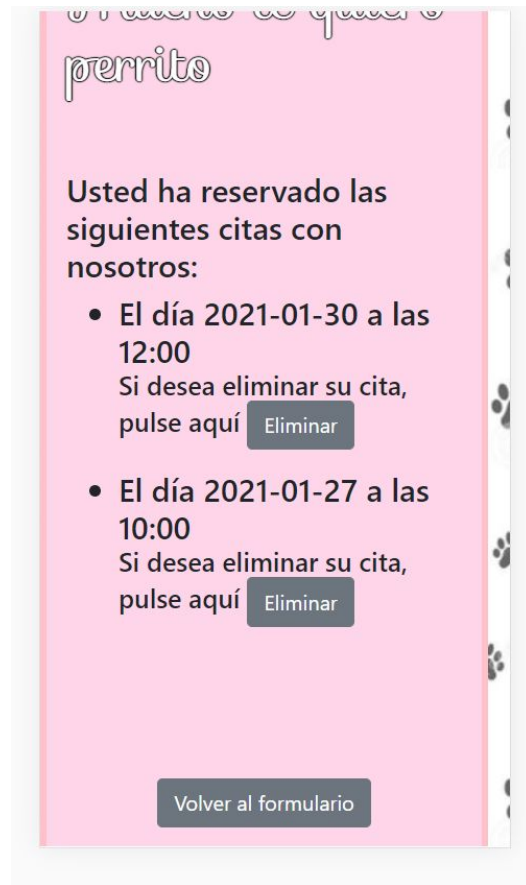 perrito
Usted ha reservado las
siguientes citas con
nosotros:
El día 2021-01-30 a las
12:00
Si desea eliminar su cita,
pulse aquí Eliminar
El día 2021-01-27 a las
10:00
Si desea eliminar su cita,
pulse aquí Eliminar
Volver al formulario